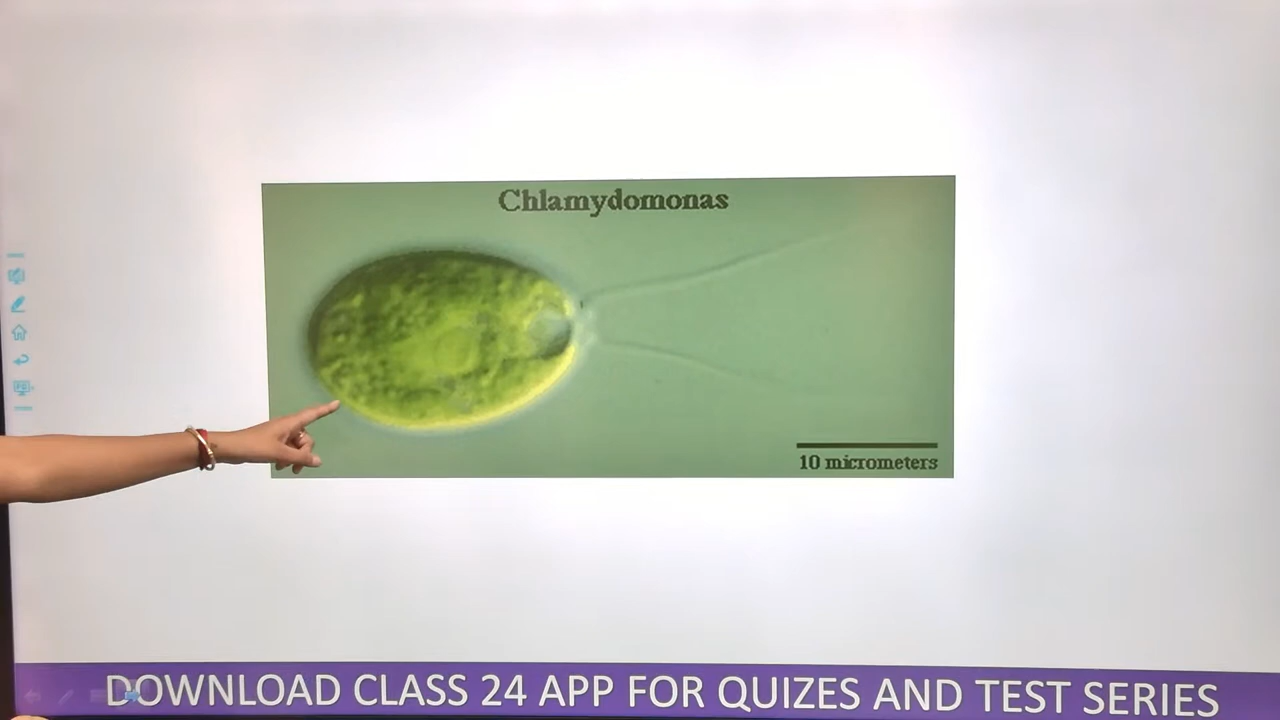 Chlamydomonas
10 micrometers
DOWNLOAD CLASS 24 APP FOR QUIZES AND TEST SERIES